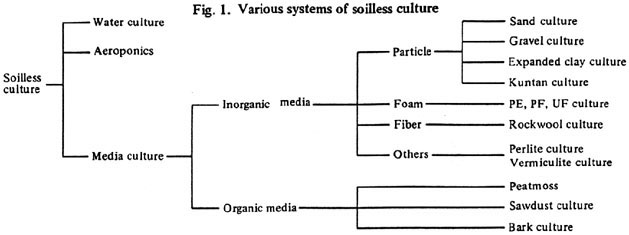 Fig. 1. Various systems of soilless culture
Water culture
Aeroponics
Soilless
culture
Media culture
Inorganic media
Particle
Sand culture
Gravel culture
Expanded clay culture
Kuntan culture
Foam
PE, PF, UF culture
Fiber
Rockwool culture
Others
Perlite culture
Vermiculite culture
Organic media
Peatmoss
Sawdust culture
Bark culture